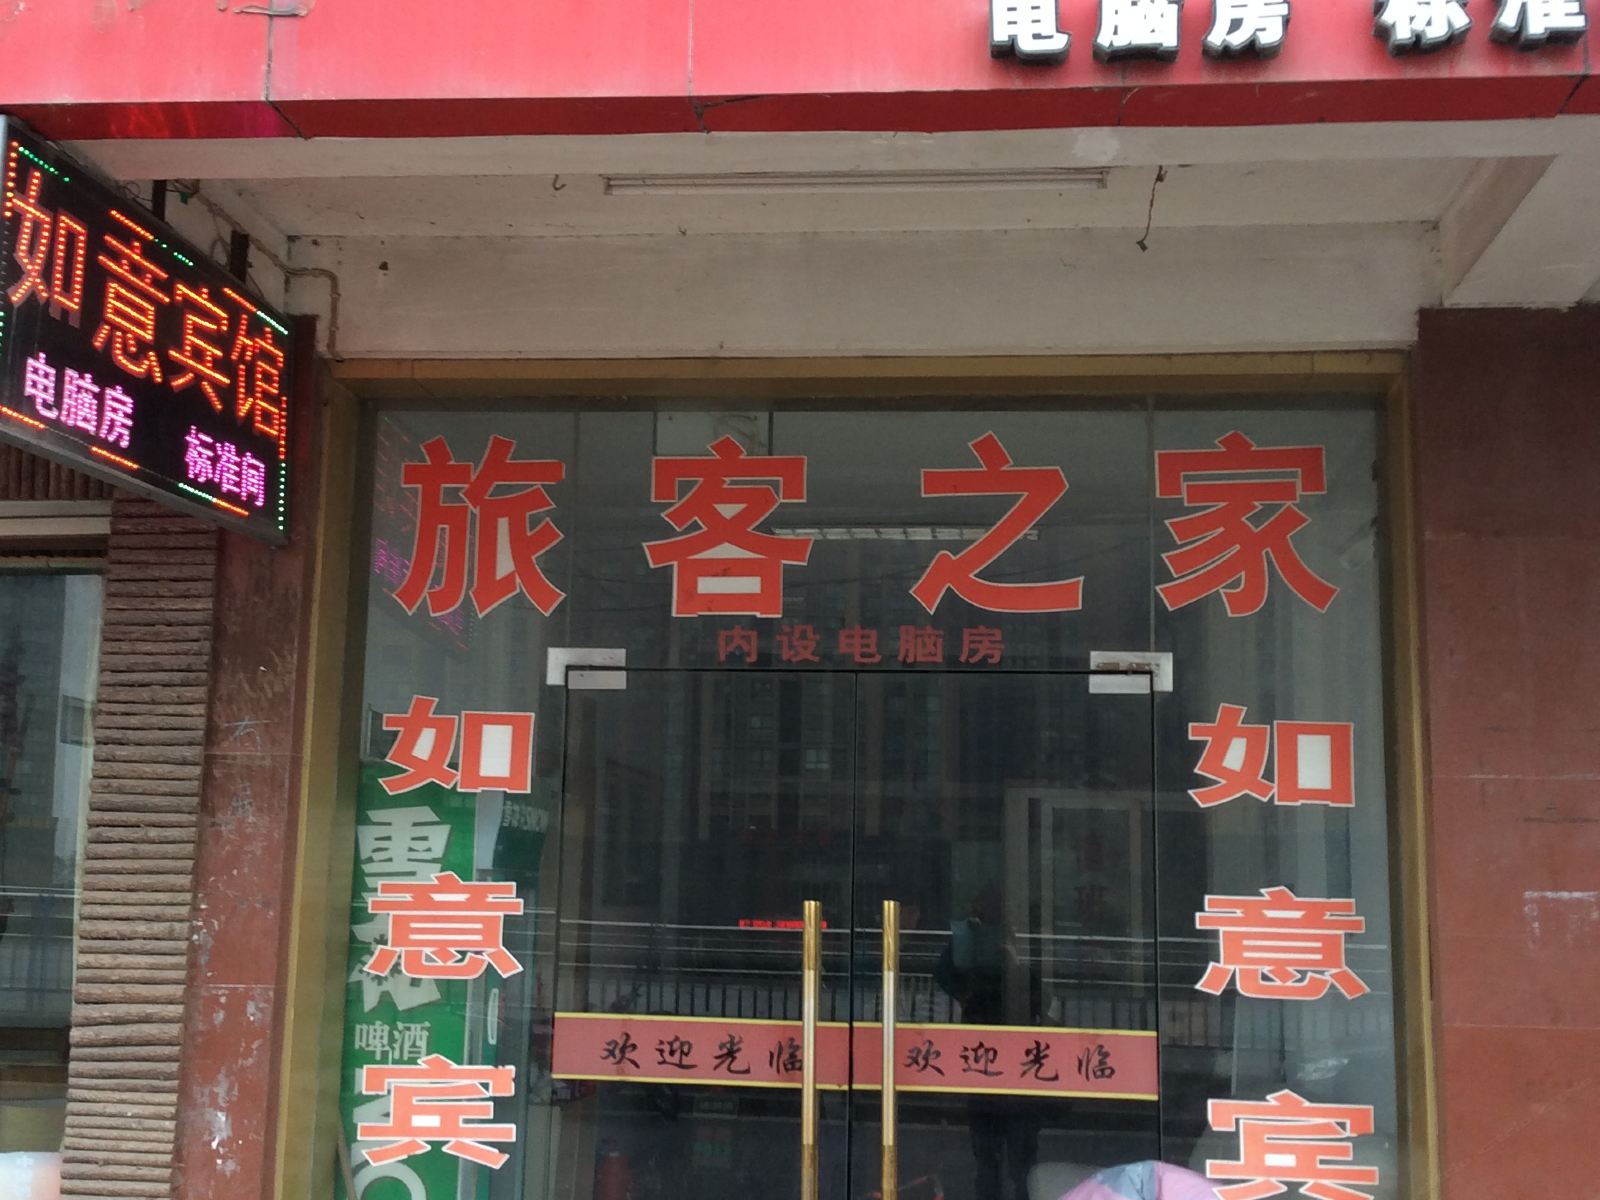 电脑房 标准
如意宾馆
电脑房 标准间
旅客之家
内设电脑房
如意宾
如意宾
雪花
啤酒
欢迎光临
欢迎光临